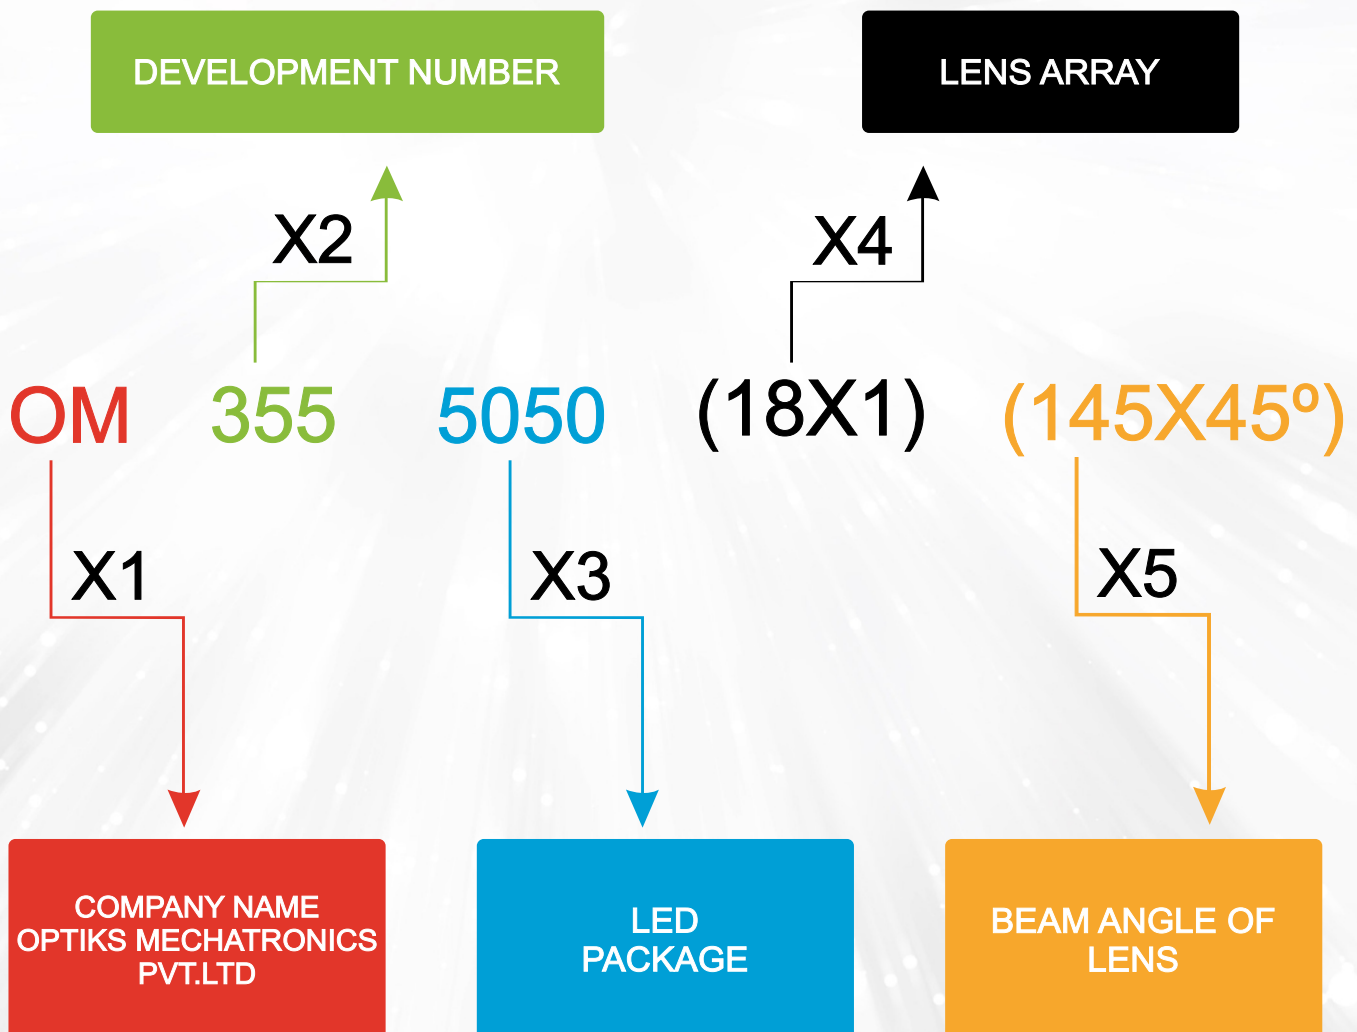 DEVELOPMENT NUMBER
LENS ARRAY
X2
X4
OM 355 5050 (18X1) (145X45º)
X1
X3
X5
COMPANY NAME
OPTIKS MECHATRONICS
PVT.LTD
LED
PACKAGE
BEAM ANGLE OF
LENS